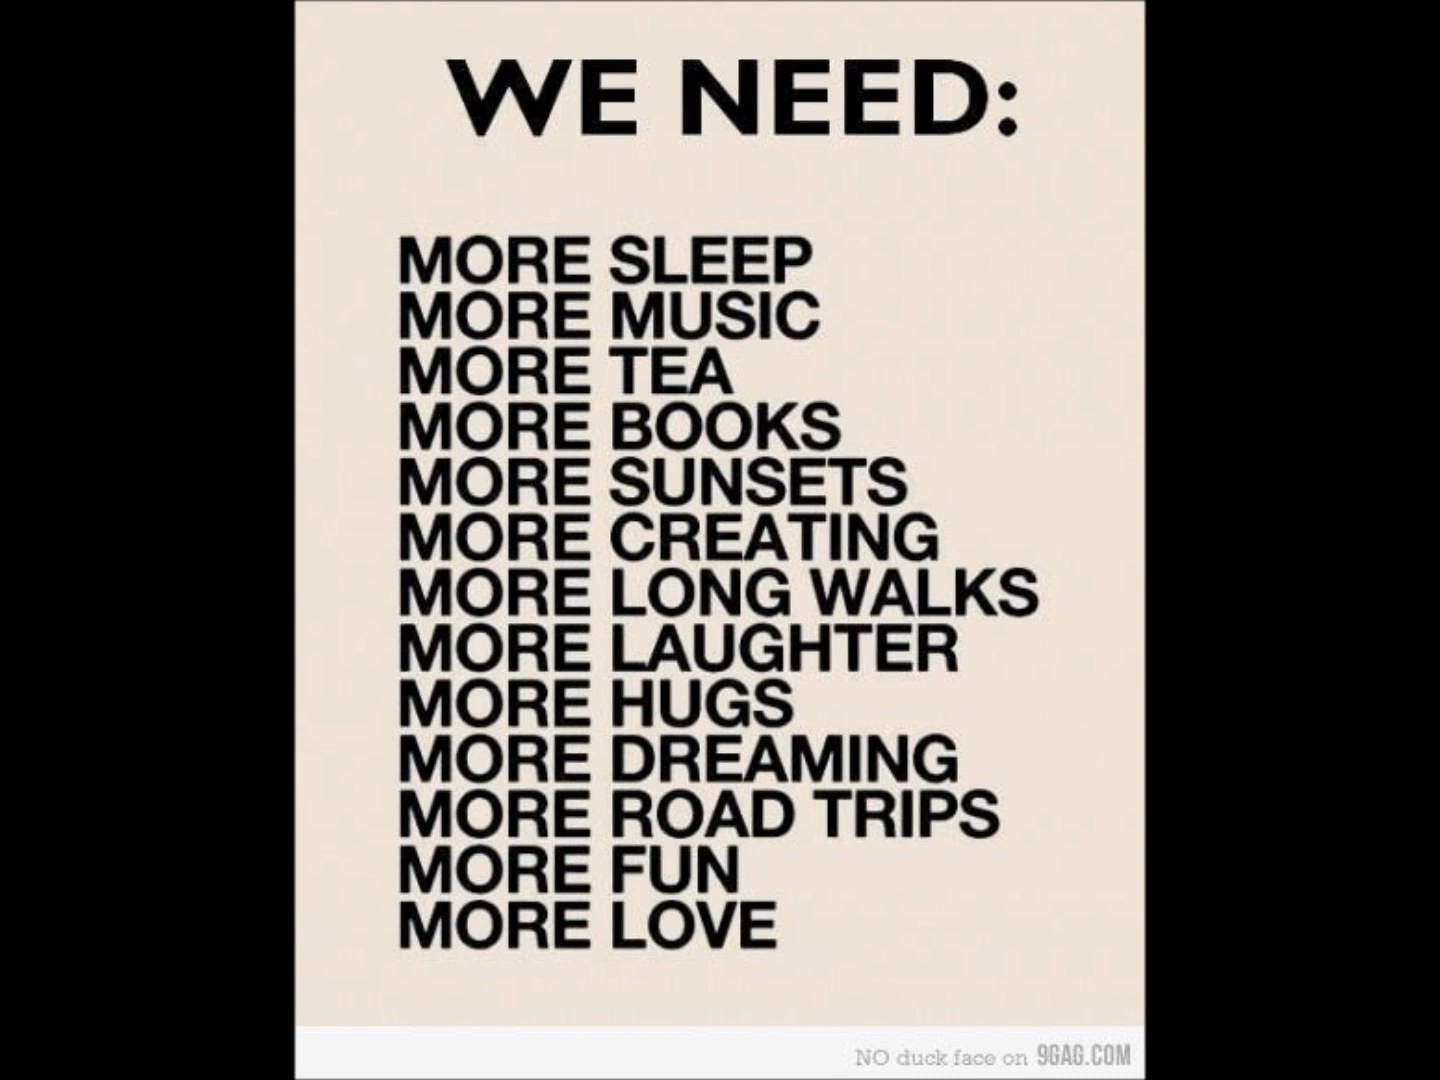 WE NEED:
MORE SLEEP
MORE MUSIC
MORE TEA
MORE BOOKS
MORE SUNSETS
MORE CREATING
MORE LONG WALKS
MORE LAUGHTER
MORE HUGS
MORE DREAMING
MORE ROAD TRIPS
MORE FUN
MORE LOVE
NO duck face on 9GAG.COM